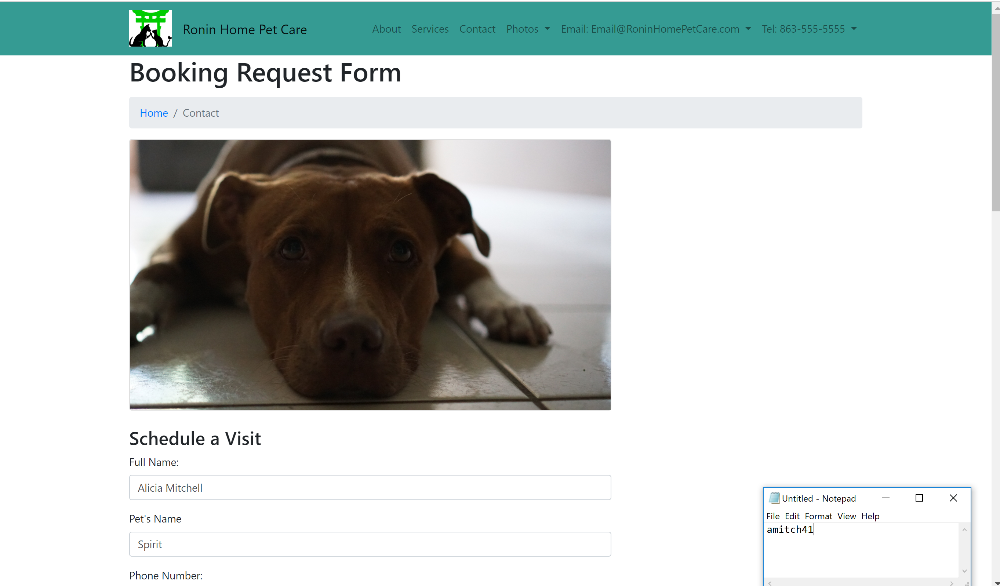 Ronin Home Pet Care About Services Contact Photos Email: Email@RoninHomePetCare.com Tel: 863-555-5555
Booking Request Form
Home / Contact
Schedule a Visit
Full Name:
Alicia Mitchell
Pet's Name
Spirit
Phone Number:
Untitled - Notepad
File Edit Format View Help
amitch41